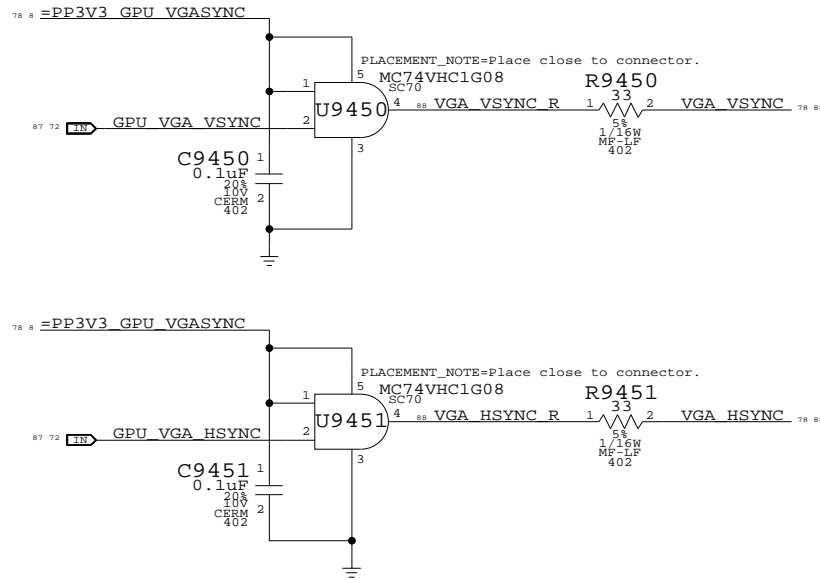 78 8 =PP3V3_GPU_VGASYNC
PLACEMENT_NOTE=Place close to connector.
5 MC74VHC1G08
SC70
R9450
33
1
U9450
4 88 VGA_VSYNC_R 1 2 VGA_VSYNC 78 8
87 72 IN GPU_VGA_VSYNC 2
5%
1/16W
MF-LF
402
3
C9450 1
0.1uF
20%
10V
CERM 2
402
78 8 =PP3V3_GPU_VGASYNC
PLACEMENT_NOTE=Place close to connector.
5 MC74VHC1G08
SC70
R9451
33
1
U9451
4 88 VGA_HSYNC_R 1 2 VGA_HSYNC 78 8
87 72 IN GPU_VGA_HSYNC 2
5%
1/16W
MF-LF
402
3
C9451 1
0.1uF
20%
10V
CERM 2
402